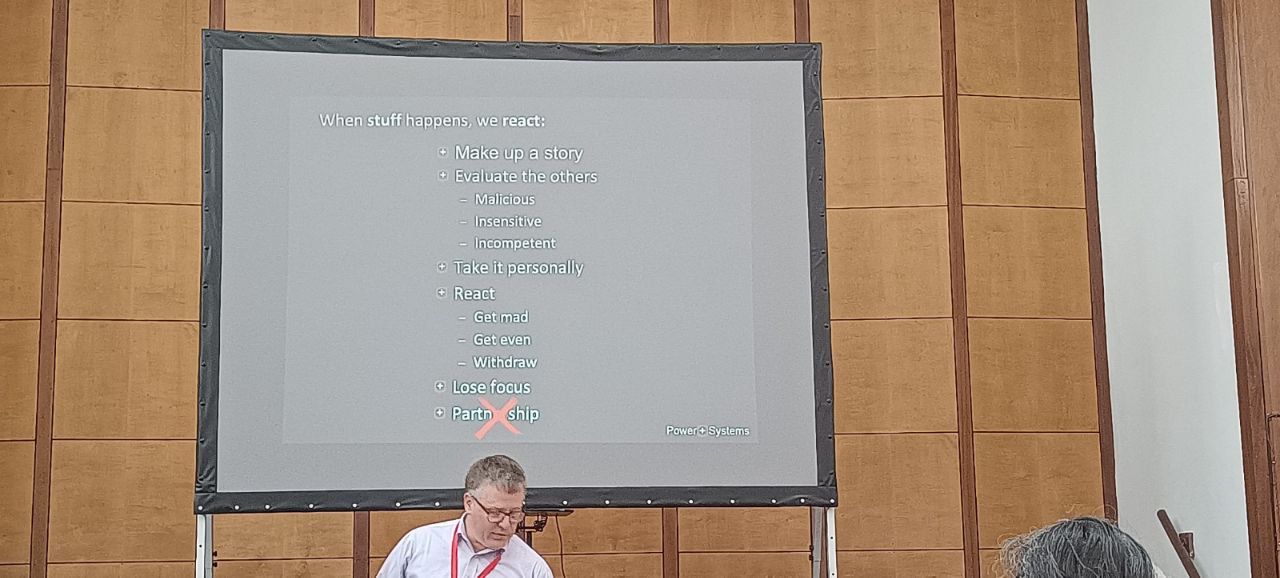 When stuff happens, we react:
Make up a story
Evaluate the others
– Malicious
– Insensitive
– Incompetent
Take it personally
React
– Get mad
– Get even
– Withdraw
Lose focus
Partnership
Power+Systems